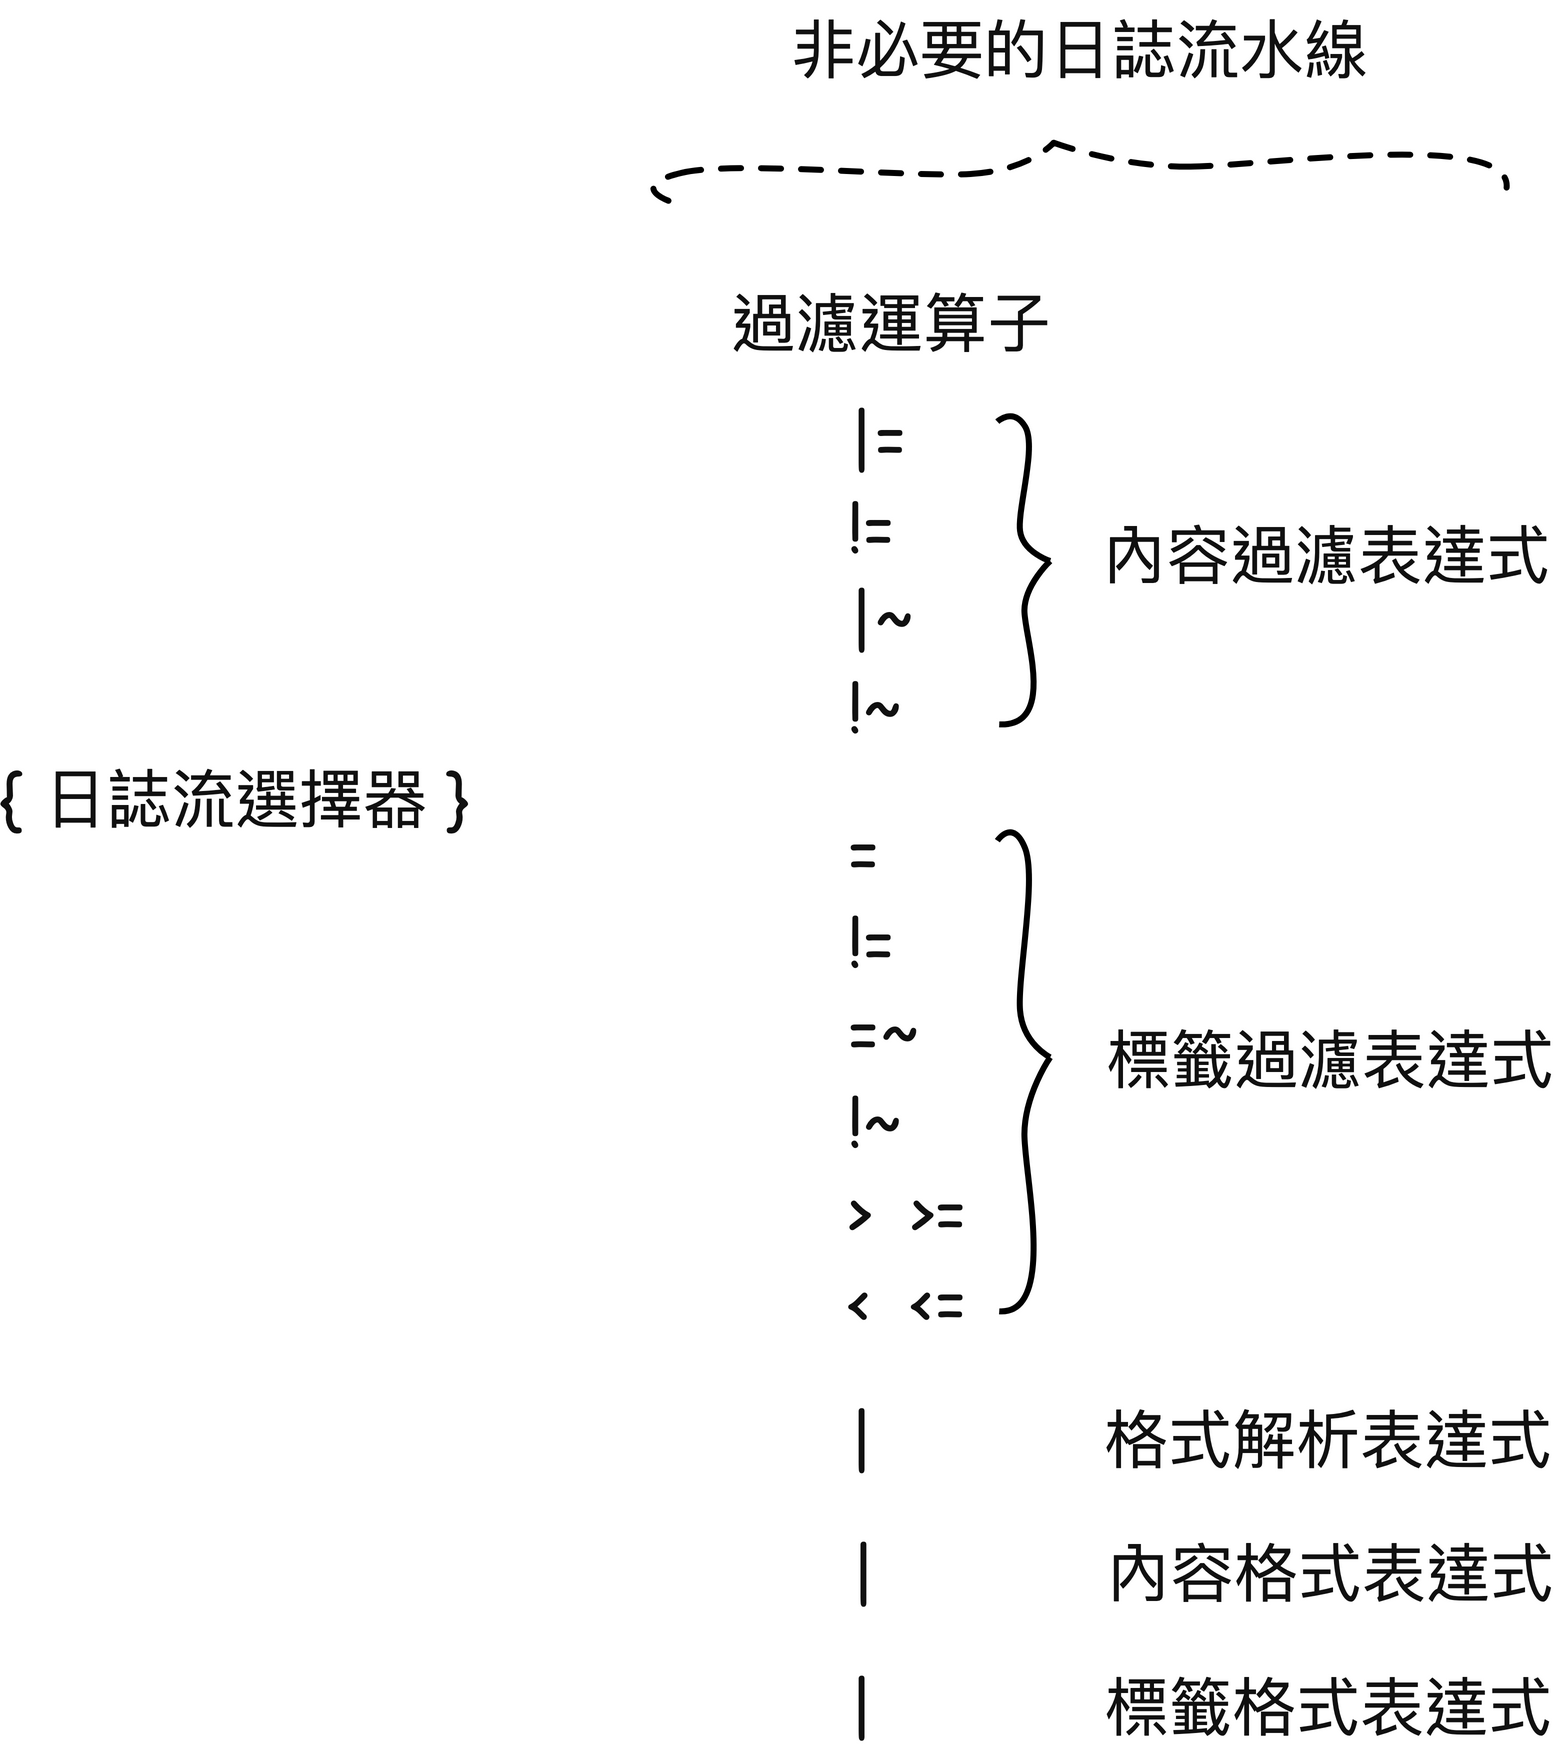 非必要的日誌流水線
過濾運算子
|=
!=
|~
!~
內容過濾表達式
{ 日誌流選擇器 }
=
!=
=~
!~
> >=
< <=
標籤過濾表達式
| 格式解析表達式
| 內容格式表達式
| 標籤格式表達式